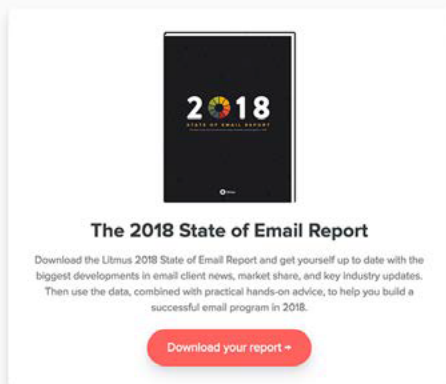 2018
STATE OF EMAIL REPORT
Litmus
The 2018 State of Email Report
Download the Litmus 2018 State of Email Report and get yourself up to date with the
biggest developments in email client news, market share, and key industry updates.
Then use the data, combined with practical hands-on advice, to help you build a
successful email program in 2018.
Download your report →